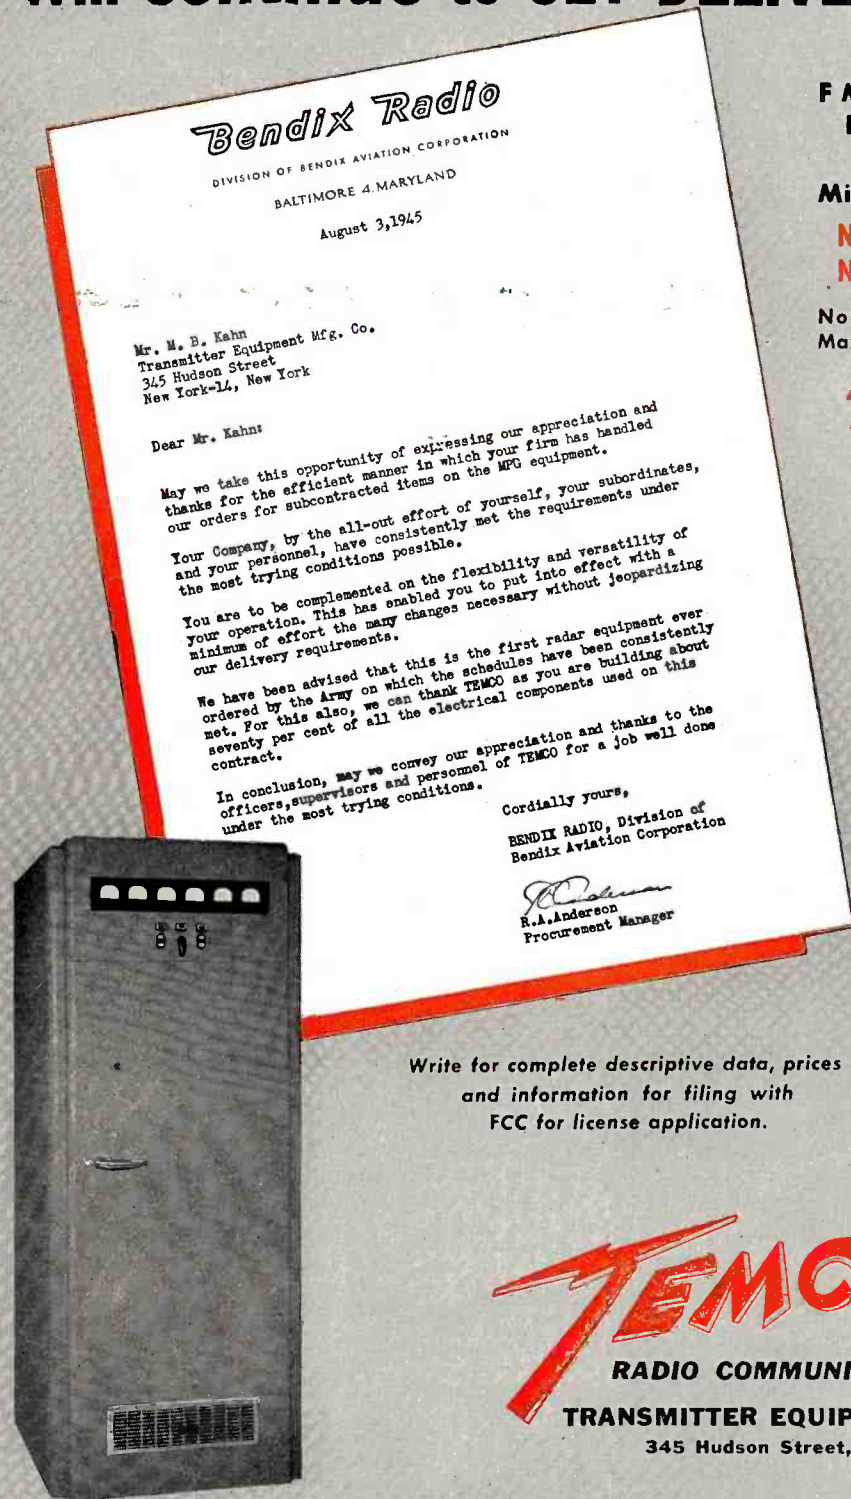 Bendix Radio
DIVISION OF BENDIX AVIATION CORPORATION
BALTIMORE 4, MARYLAND
August 3,1945
Mr. M. B. Kahn
Transmitter Equipment Mfg. Co.
345 Hudson Street
New York-14, New York
Dear Mr. Kahn:
May we take this opportunity of expressing our appreciation and
thanks for the efficient manner in which your firm has handled
our orders for subcontracted items on the MPG equipment.
Your Company, by the all-out effort of yourself, your subordinates,
and your personnel, have consistently met the requirements under
the most trying conditions possible.
You are to be complemented on the flexibility and versatility of
your operation. This has enabled you to put into effect with a
minimum of effort the many changes necessary without jeopardizing
our delivery requirements.
We have been advised that this is the first radar equipment ever
ordered by the Army on which the schedules have been consistently
met. For this also, we can thank TEMCO as you are building about
seventy per cent of all the electrical components used on this
contract.
In conclusion, may we convey our appreciation and thanks to the
officers,supervisors and personnel of TEMCO for a job well done
under the most trying conditions.
Cordially yours,
BENDIX RADIO, Division of
Bendix Aviation Corporation
R.A.Anderson
Procurement Manager
No
Write for complete descriptive data, prices
and information for filing with
FCC for license application.
TEMC
RADIO COMMUNI
TRANSMITTER EQUIP
345 Hudson Street,